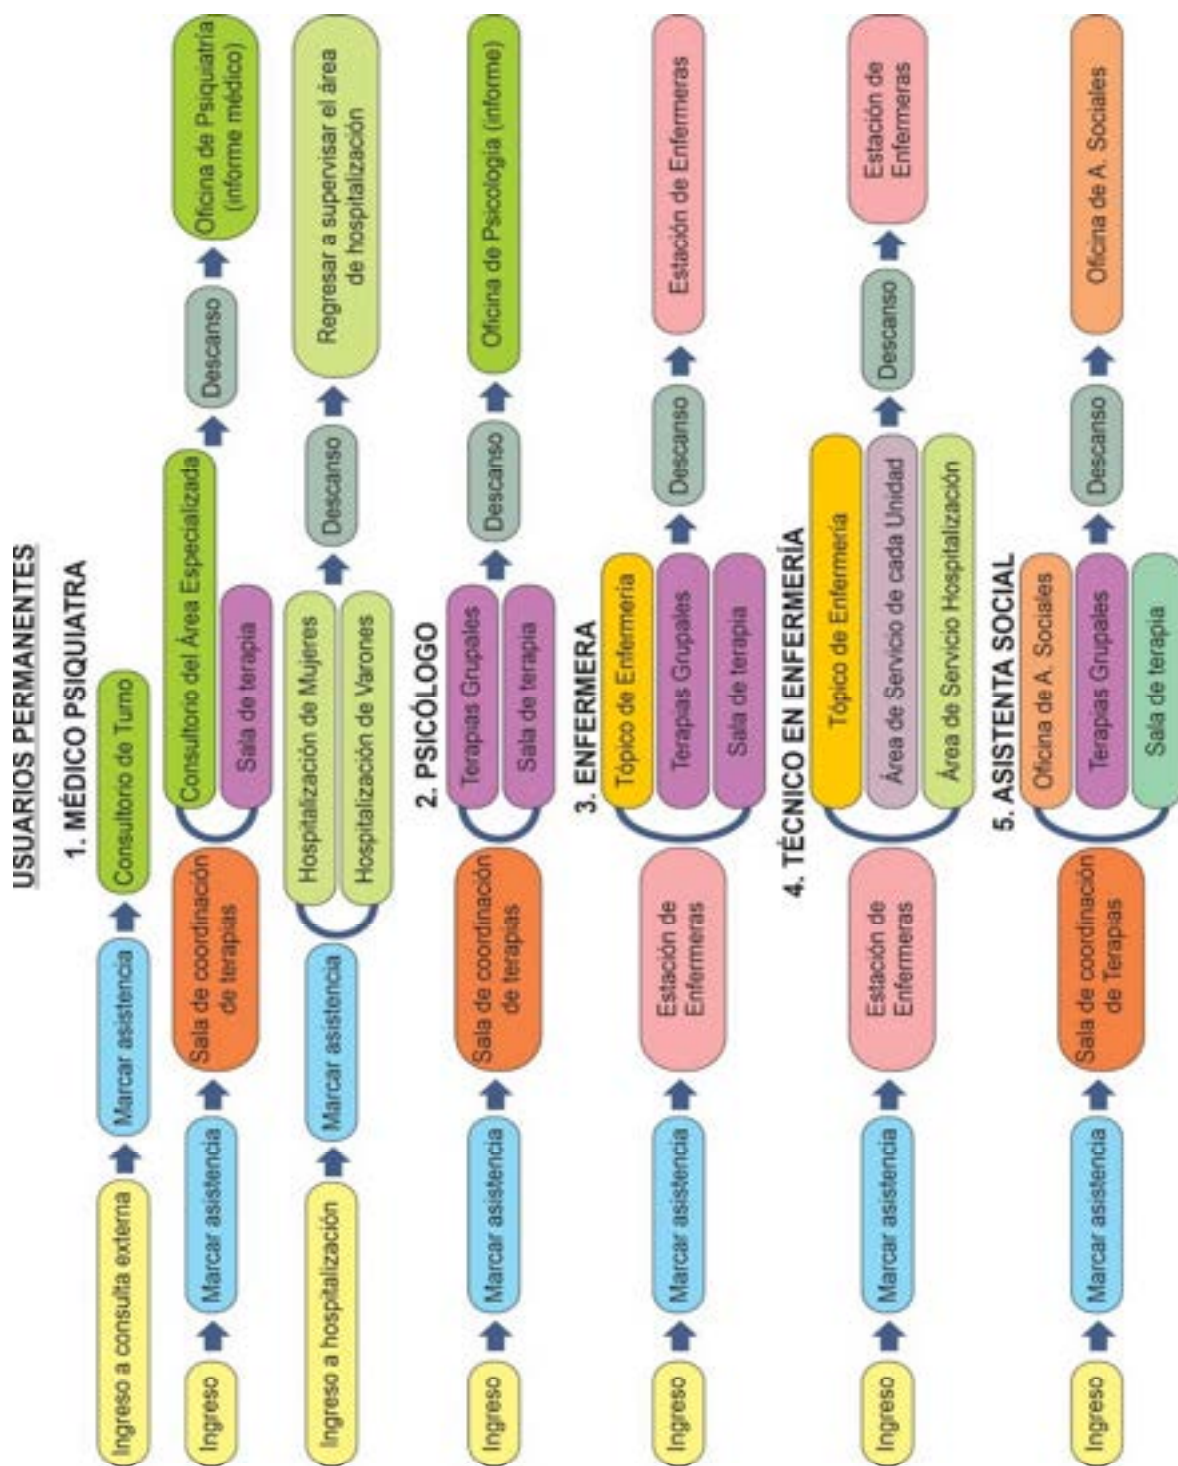 USUARIOS PERMANENTES
1. MÉDICO PSIQUIATRA
Ingreso a consulta externa
Marcar asistencia
Consultorio de Turno
Ingreso
Marcar asistencia
Sala de coordinación
de terapias
Consultorio del Área Especializada
Sala de terapia
Descanso
Oficina de Psiquiatría
(informe médico)
Ingreso a hospitalización
Marcar asistencia
Hospitalización de Mujeres
Hospitalización de Varones
Descanso
Regresar a supervisar el área
de hospitalización
2. PSICÓLOGO
Ingreso
Marcar asistencia
Sala de coordinación
de terapias
Terapas Grupales
Sala de terapia
Descanso
Oficina de Psicología (informe)
3. ENFERMERA
Ingreso
Marcar asistencia
Estación de
Enfermeras
Tópico de Enfermería
Terapias Grupales
Sala de terapia
Descanso
Estación de Enfermeras
4. TÉCNICO EN ENFERMERÍA
Ingreso
Marcar asistencia
Estación de
Enfermeras
Tópico de Enfermería
Área de Servicio de cada Unidad
Área de Servicio Hospitalización
Descanso
Estación de
Enfermeras
5. ASISTENTA SOCIAL
Ingreso
Marcar asistencia
Sala de coordinación
de Terapias
Oficina de A. Sociales
Terapias Grupales
Sala de terapia
Descanso
Oficina de A. Sociales